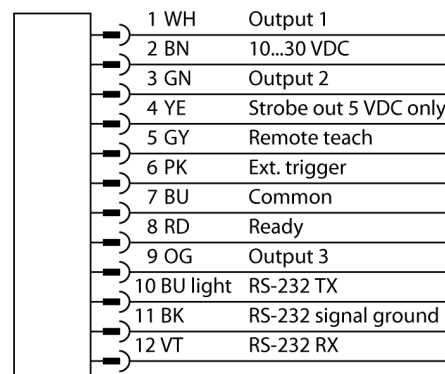 1 WH Output 1
2 BN 10...30 VDC
3 GN Output 2
4 YE Strobe out 5 VDC only
5 GY Remote teach
6 PK Ext. trigger
7 BU Common
8 RD Ready
9 OG Output 3
10 BU light RS-232 TX
11 BK RS-232 signal ground
12 VT RS-232 RX